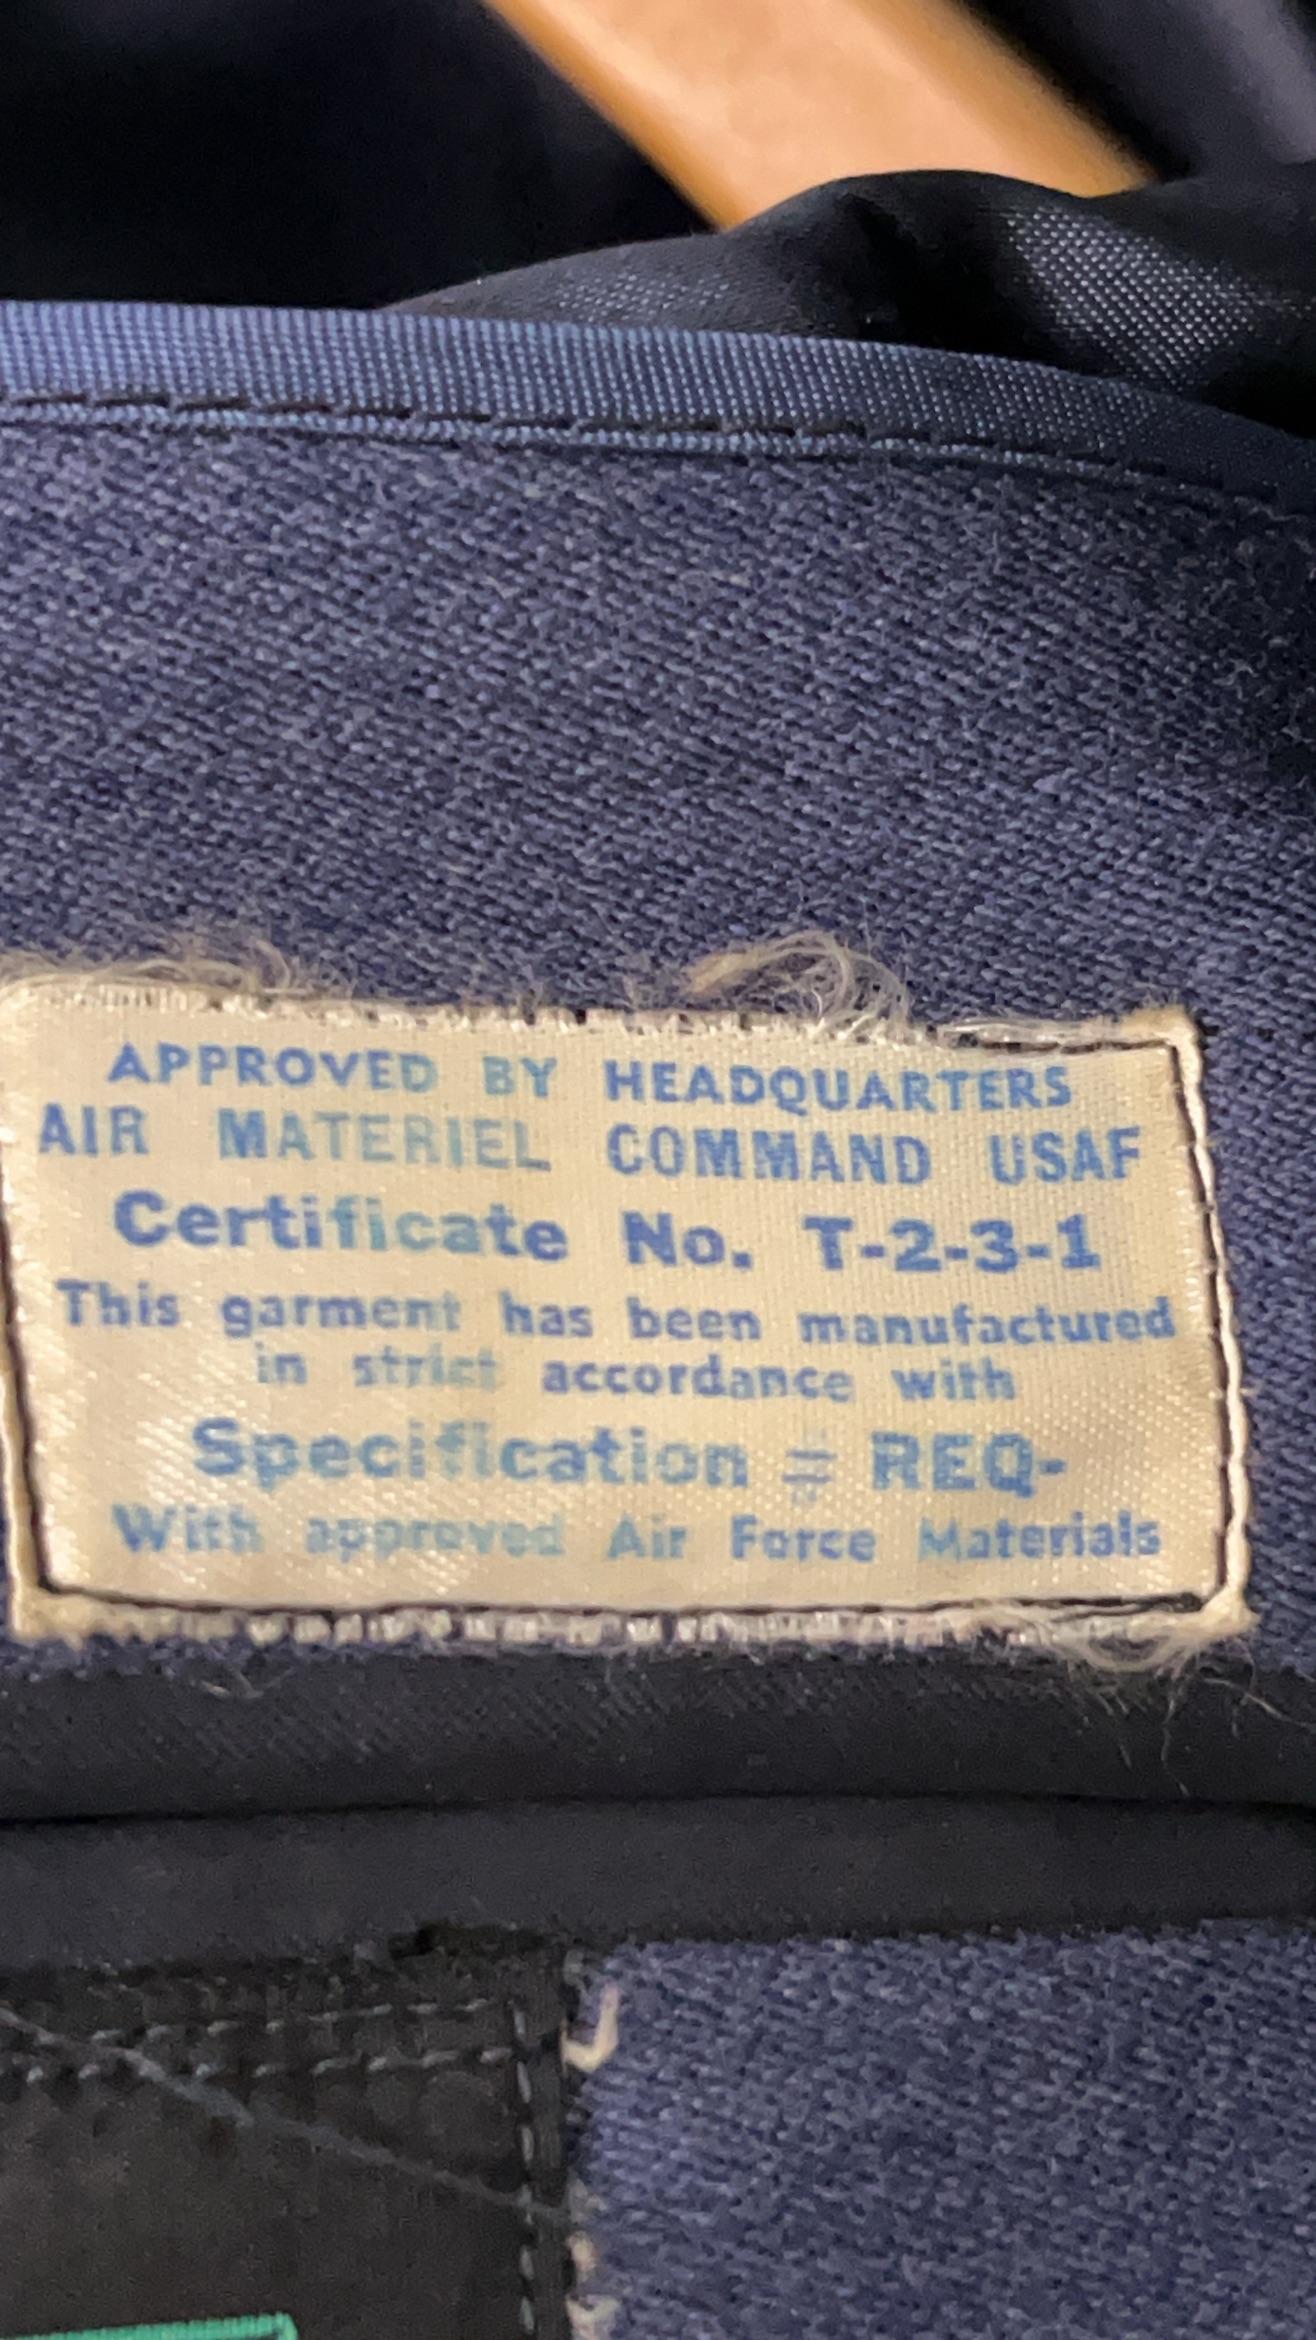 APPROVED BY HEADQUARTERS
AIR MATERIEL COMMAND USAF
Certificate No. T-2-3-1
This garment has been manufactured
in strict accordance with
Specification = REQ-
With approved Air Force Materials